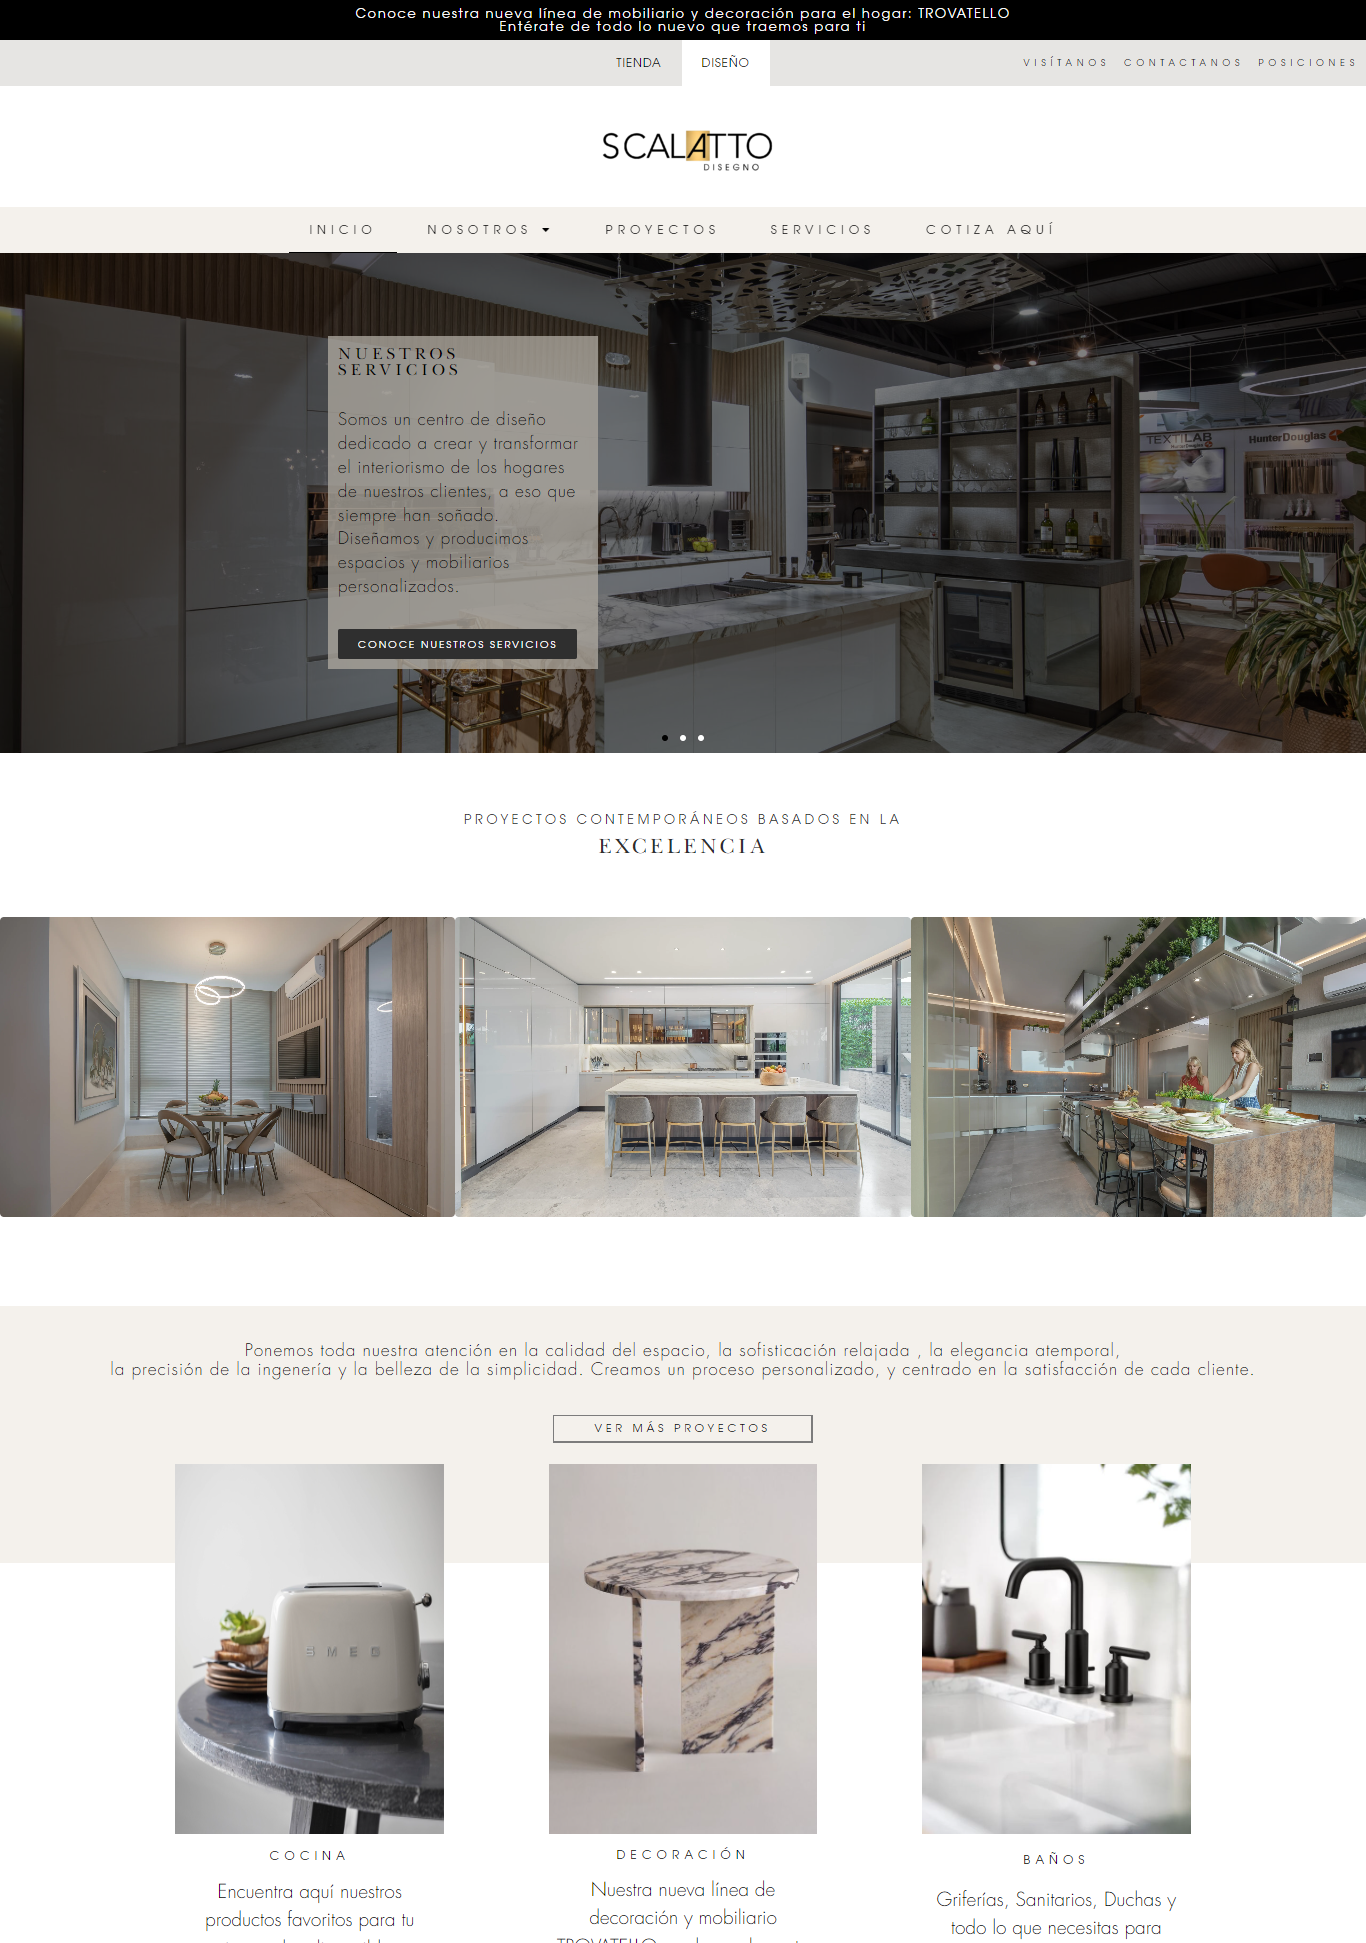 Conoce nuestra nueva línea de mobiliario y decoración para el hogar: TROVATELLO
Entérate de todo lo nuevo que traemos para ti
TIENDA
DISEÑO
VISÍTANOS
CONTACTANOS
POSICIONES
SCALATTO
DISEGNO
INICIO
NOSOTROS
PROYECTOS
SERVICIOS
COTIZA AQUÍ
NUESTROS
SERVICIOS
Somos un centro de diseño
dedicado a crear y transformar
el interiorismo de los hogares
de nuestros clientes, a eso que
siempre han soñado.
Diseñamos y producimos
espacios y mobiliarios
personalizados.
CONOCE NUESTROS SERVICIOS
TEXTILAB
HunterDouglas
PROYECTOS CONTEMPORÁNEOS BASADOS EN LA
EXCELENCIA
Ponemos toda nuestra atención en la calidad del espacio, la sofisticación relajada , la elegancia atemporal,
la precisión de la ingenería y la belleza de la simplicidad. Creamos un proceso personalizado, y centrado en la satisfacción de cada cliente.
VER MÁS PROYECTOS
SMEG
COCINA
Encuentra aquí nuestros
productos favoritos para tu
DECORACIÓN
Nuestra nueva línea de
decoración y mobiliario
TROVATELLO
BAÑOS
Griferías, Sanitarios, Duchas y
todo lo que necesitas para